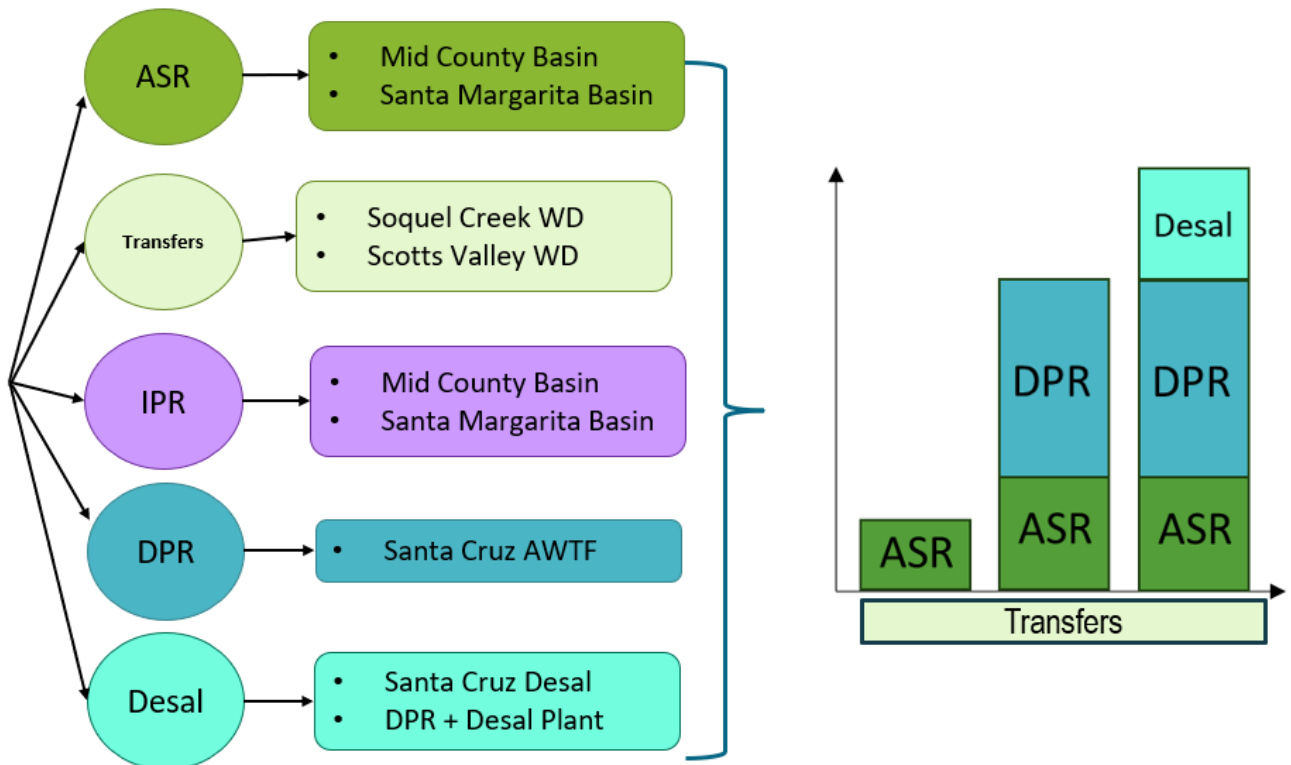 ASR
• Mid County Basin
• Santa Margarita Basin
Transfers
• Soquel Creek WD
• Scotts Valley WD
IPR
• Mid County Basin
• Santa Margarita Basin
DPR
• Santa Cruz AWTF
Desal
• Santa Cruz Desal
• DPR + Desal Plant
ASR
DPR
ASR
Desal
DPR
ASR
Transfers